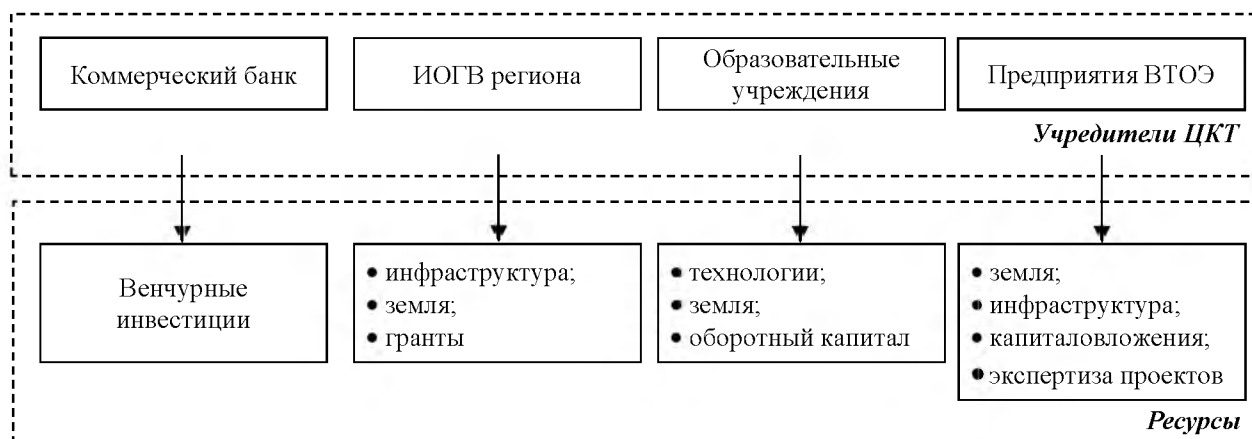 Коммерческий банк
ИОГВ региона
Образовательные
учреждения
Предприятия ВТОЭ
Учредители ЦКТ
Венчурные
инвестиции
• инфраструктура;
• земля;
• гранты
• технологии;
• земля;
• оборотный капитал
• земля;
• инфраструктура;
• капиталовложения;
• экспертиза проектов
Ресурсы